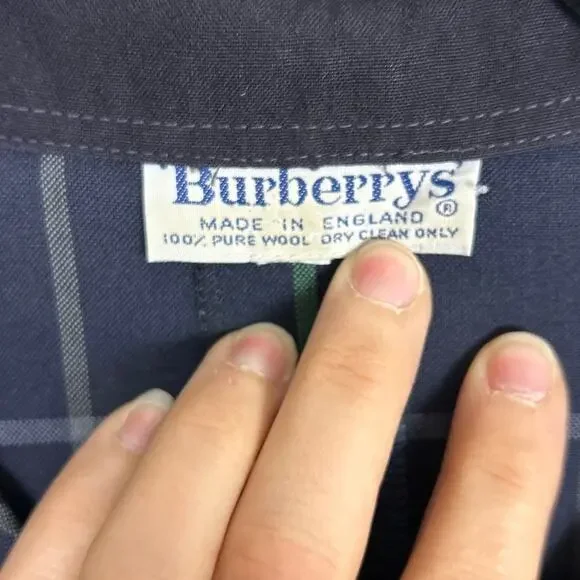 Burberrys
®
MADE IN ENGLAND
100% PURE WOOL DRY CLEAN ONLY